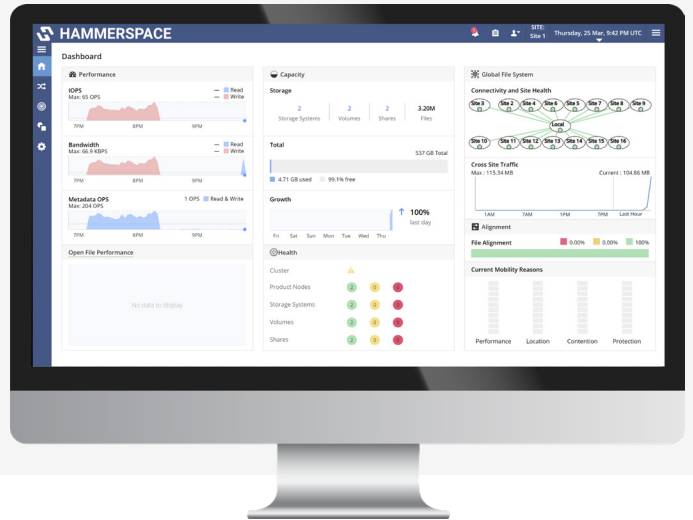 HAMMERSPACE
SITE:
Site 1
Thursday, 25 Mar, 9:42 PM UTC
Dashboard
Performance
IOPS
Max: 65 OPS
Read
Write
7PM 8PM 9PM
Bandwidth
Max: 66.9 KBPS
Read
Write
7PM 8PM 9PM
Metadata OPS
Max: 204 OPS
1 OPS Read & Write
7PM 8PM 9PM
Open File Performance
No data to display
Capacity
Storage
2 2 2 3.20M
Storage Systems Volumes Shares Files
Total
537 GB Total
4.71 GB used 99.1% free
Growth
100%
last day
Fri Sat Sun Mon Tue Wed Thu
Health
Cluster
Product Nodes 2 0 0
Storage Systems 2 0 0
Volumes 2 0 0
Shares 2 0 0
Global File System
Connectivity and Site Health
Site 3 Site 2 Site 4 Site 6 Site 5 Site 7 Site 8 Site 9
Local
Site 10 Site 11 Site 12 Site 13 Site 14 Site 15 Site 16
Cross Site Traffic
Max : 115.34 MB
Current : 104.86 MB
1AM 7AM 1PM 7PM Last Hour
Alignment
File Alignment 0.00% 0.00% 100%
Current Mobility Reasons
Performance Location Contention Protection